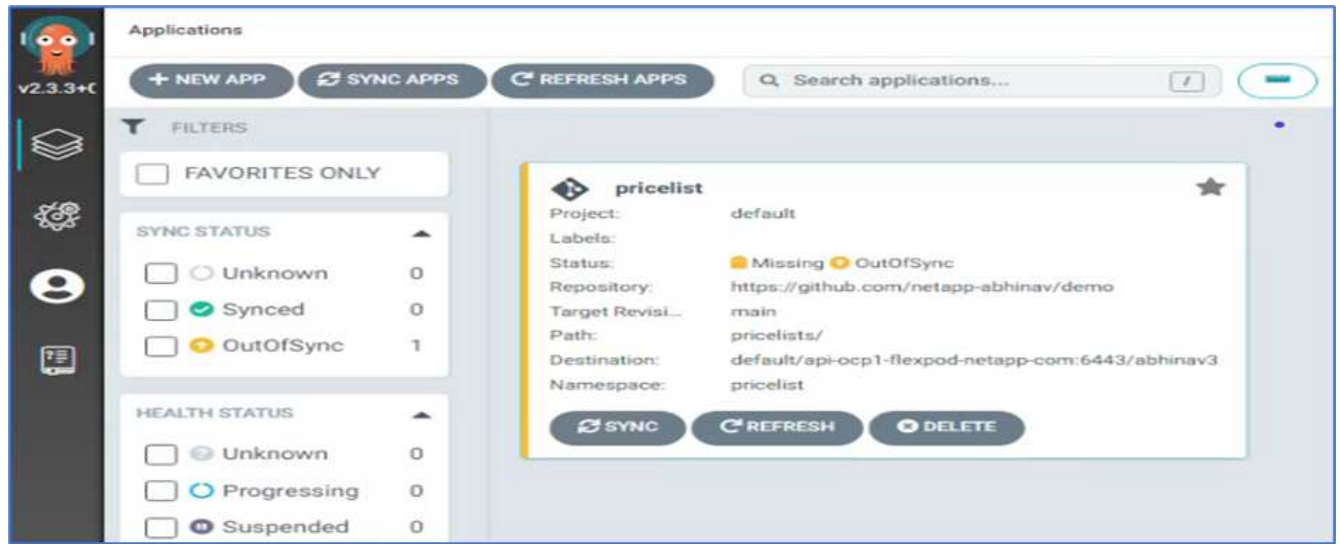 Applications
v2.3.3+
+ NEW APP
SYNC APPS
REFRESH APPS
Search applications...
/
FILTERS
FAVORITES ONLY
SYNC STATUS
Unknown 0
Synced 0
OutOfSync 1
HEALTH STATUS
Unknown 0
Progressing 0
Suspended 0
pricelist
Project: default
Labels:
Status: Missing OutOfSync
Repository: https://github.com/netapp-abhinav/demo
Target Revisi... main
Path: pricelists/
Destination: default/api-ocp1-flexpod-netapp-com:6443/abhinav3
Namespace: pricelist
SYNC
REFRESH
DELETE